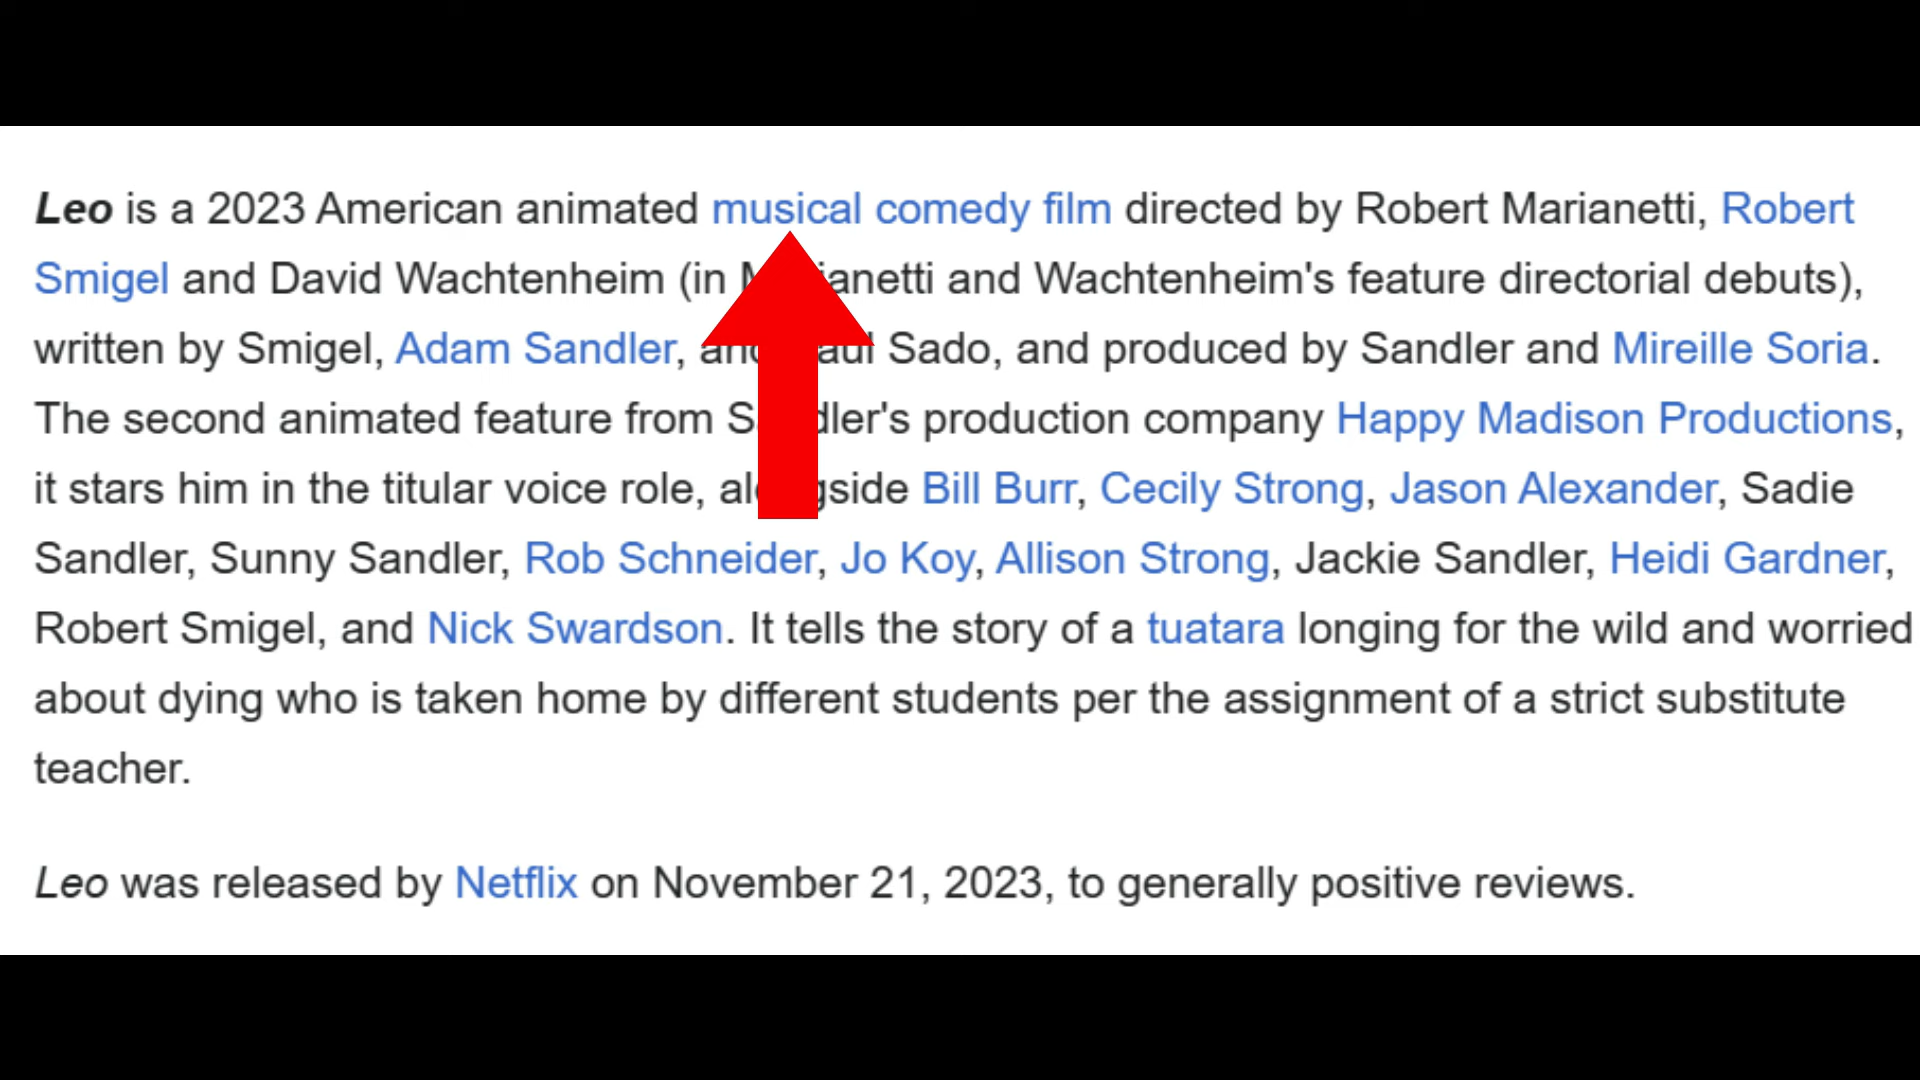 Leo is a 2023 American animated musical comedy film directed by Robert Marianetti, Robert
Smigel and David Wachtenheim (in M ianetti and Wachtenheim's feature directorial debuts),
written by Smigel, Adam Sandler, and Paul Sado, and produced by Sandler and Mireille Soria.
The second animated feature from Sandler's production company Happy Madison Productions,
it stars him in the titular voice role, alongside Bill Burr, Cecily Strong, Jason Alexander, Sadie
Sandler, Sunny Sandler, Rob Schneider, Jo Koy, Allison Strong, Jackie Sandler, Heidi Gardner,
Robert Smigel, and Nick Swardson. It tells the story of a tuatara longing for the wild and worried
about dying who is taken home by different students per the assignment of a strict substitute
teacher.
Leo was released by Netflix on November 21, 2023, to generally positive reviews.